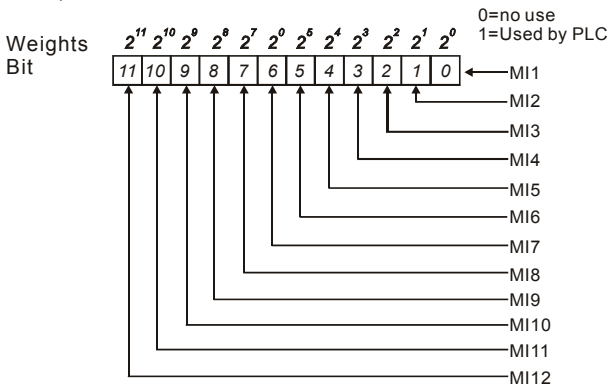 0=no use
1=Used by PLC
Weights 2¹¹ 2¹⁰ 2⁹ 2⁸ 2⁷ 2⁰ 2⁵ 2⁴ 2³ 2² 2¹ 2⁰
Bit 11 10 9 8 7 6 5 4 3 2 1 0
MI1
MI2
MI3
MI4
MI5
MI6
MI7
MI8
MI9
MI10
MI11
MI12